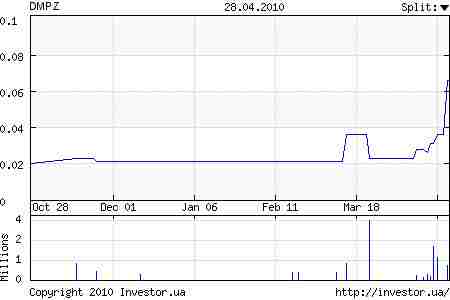 DMPZ 28.04.2010 Split:▼
0.1
0.08
0.06
0.04
0.02
0
Oct 28 Dec 01 Jan 06 Feb 11 Mar 18
4
2
1
0
Millions
Copyright 2010 Investor.ua http://investor.ua/